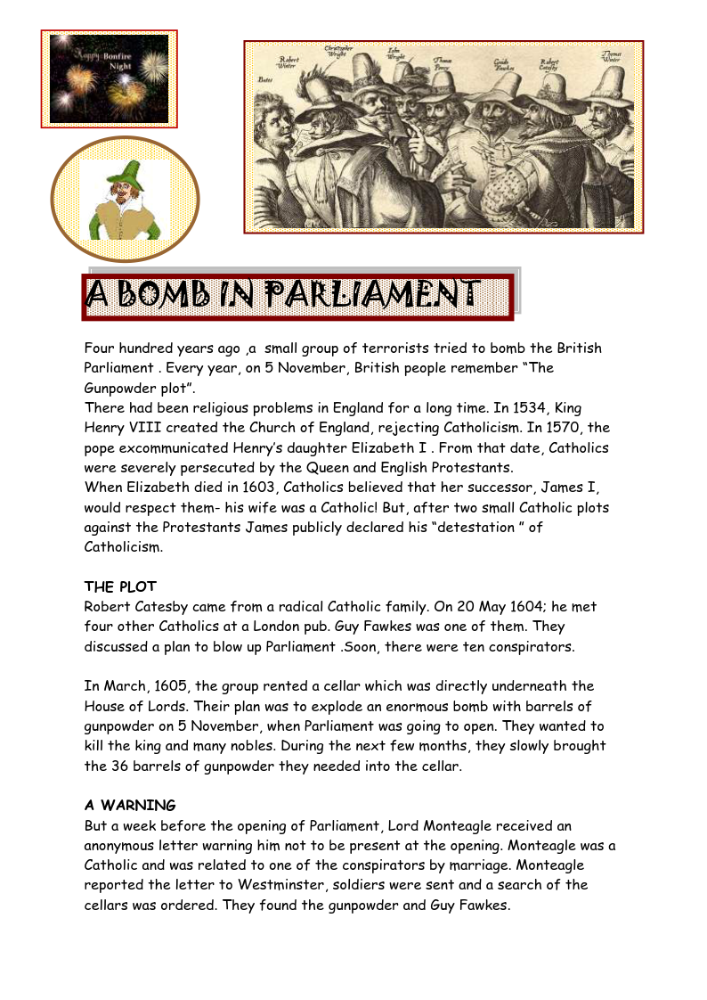 Happy Bonfire
Night
Bates
Robert
Winter
Christopher
Wright
John
Wright
Thomas
Percy
Guido
Fawkes
Robert
Catesby
Thomas
Winter
A BOMB IN PARLIAMENT
Four hundred years ago ,a  small group of terrorists tried to bomb the British
Parliament . Every year, on 5 November, British people remember “The
Gunpowder plot”.
There had been religious problems in England for a long time. In 1534, King
Henry VIII created the Church of England, rejecting Catholicism. In 1570, the
pope excommunicated Henry’s daughter Elizabeth I . From that date, Catholics
were severely persecuted by the Queen and English Protestants.
When Elizabeth died in 1603, Catholics believed that her successor, James I,
would respect them- his wife was a Catholic! But, after two small Catholic plots
against the Protestants James publicly declared his “detestation ” of
Catholicism.
THE PLOT
Robert Catesby came from a radical Catholic family. On 20 May 1604; he met
four other Catholics at a London pub. Guy Fawkes was one of them. They
discussed a plan to blow up Parliament .Soon, there were ten conspirators.
In March, 1605, the group rented a cellar which was directly underneath the
House of Lords. Their plan was to explode an enormous bomb with barrels of
gunpowder on 5 November, when Parliament was going to open. They wanted to
kill the king and many nobles. During the next few months, they slowly brought
the 36 barrels of gunpowder they needed into the cellar.
A WARNING
But a week before the opening of Parliament, Lord Monteagle received an
anonymous letter warning him not to be present at the opening. Monteagle was a
Catholic and was related to one of the conspirators by marriage. Monteagle
reported the letter to Westminster, soldiers were sent and a search of the
cellars was ordered. They found the gunpowder and Guy Fawkes.